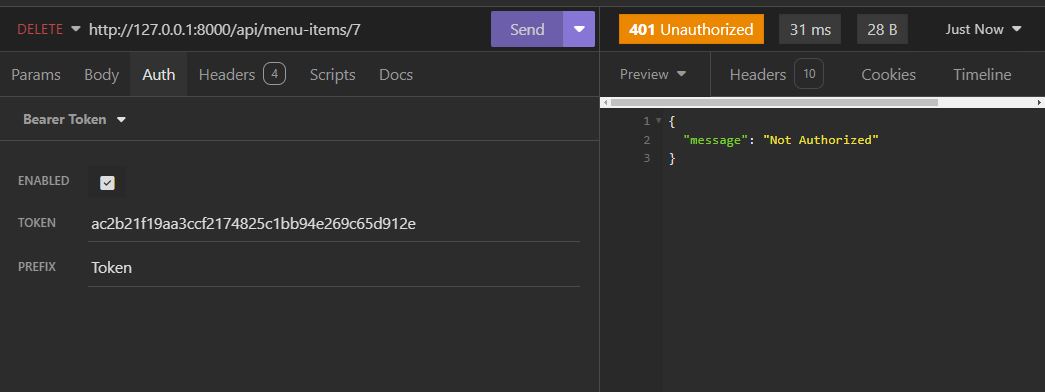 DELETE http://127.0.0.1:8000/api/menu-items/7 Send
401 Unauthorized 31 ms 28 B Just Now
Params Body Auth Headers 4 Scripts Docs
Preview Headers 10 Cookies Timeline
Bearer Token
ENABLED
TOKEN ac2b21f19aa3ccf2174825c1bb94e269c65d912e
PREFIX Token
1 {
2 "message": "Not Authorized"
3 }